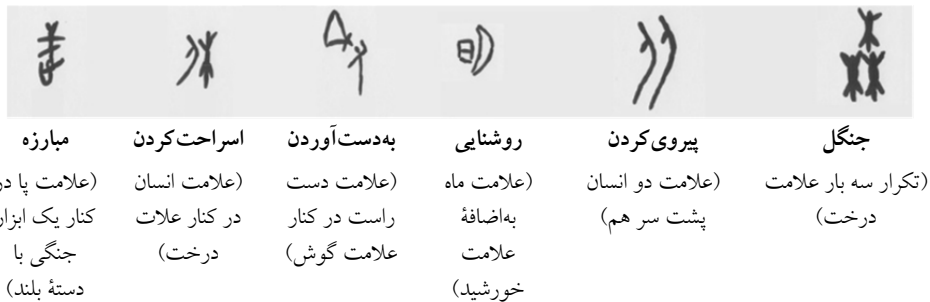 جنگل
(تکرار سه بار علامت
درخت)
پیروی‌کردن
(علامت دو انسان
پشت سر هم)
روشنایی
(علامت ماه
به‌اضافهٔ
علامت
خورشید)
به‌دست‌آوردن
(علامت دست
راست در کنار
علامت گوش)
اسراحت‌کردن
(علامت انسان
در کنار علات
درخت)
مبارزه
(علامت پا در
کنار یک ابزار
جنگی با
دستهٔ بلند)